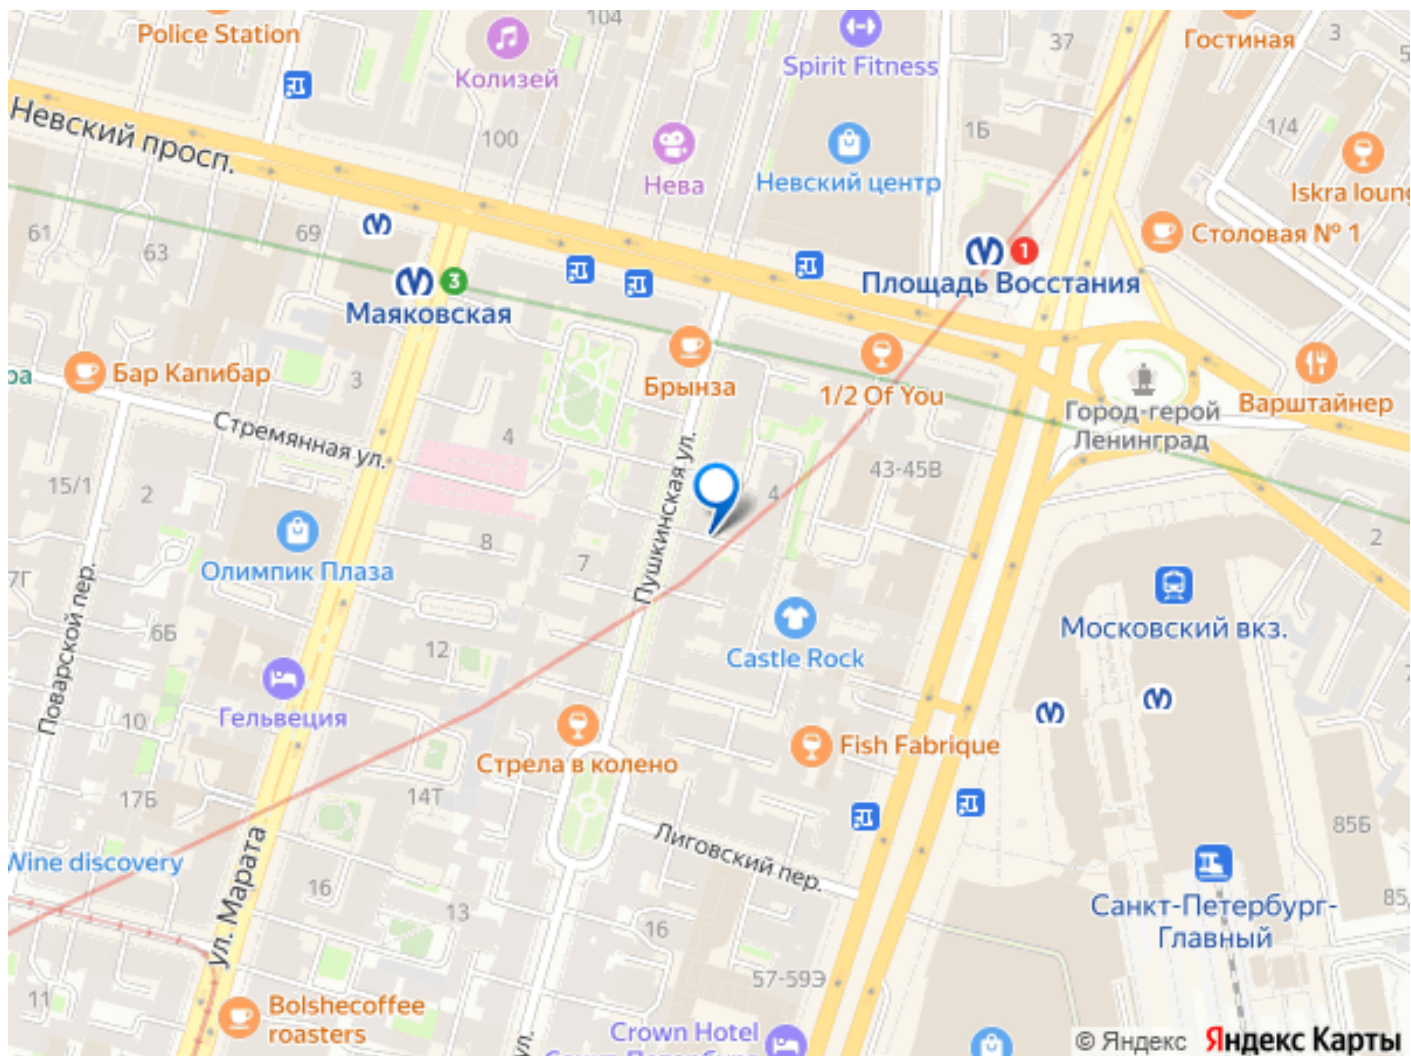 104
Police Station
Колизей
Spirit Fitness
37
Гостиная
3
Невский просп.
100
1Б
1/4
Нева
Невский центр
Iskra loung
61
63
69
Столовая № 1
1
Площадь Восстания
3
Маяковская
Бар Капибар
3
Брынза
1/2 Of You
Город-герой
Ленинград
Варштайнер
Стремянная ул.
4
Пушкинская ул.
43-45В
4
15/1
2
8
7
2
7Г
Олимпик Плаза
Московский вкз.
Поварской пер.
6Б
12
Castle Rock
Гельвеция
10
Стрела в колено
Fish Fabrique
17Б
14Т
Лиговский пер.
85Б
Wine discovery
ул. Марата
16
13
16
Санкт-Петербург-
Главный
85,
57-59Э
11
Bolshecoffee
roasters
Crown Hotel
ул.
© Яндекс Яндекс Карты